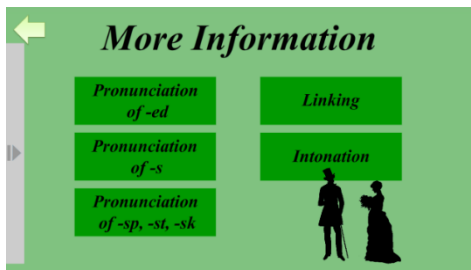 More Information
Pronunciation
of -ed
Pronunciation
of -s
Pronunciation
of -sp, -st, -sk
Linking
Intonation